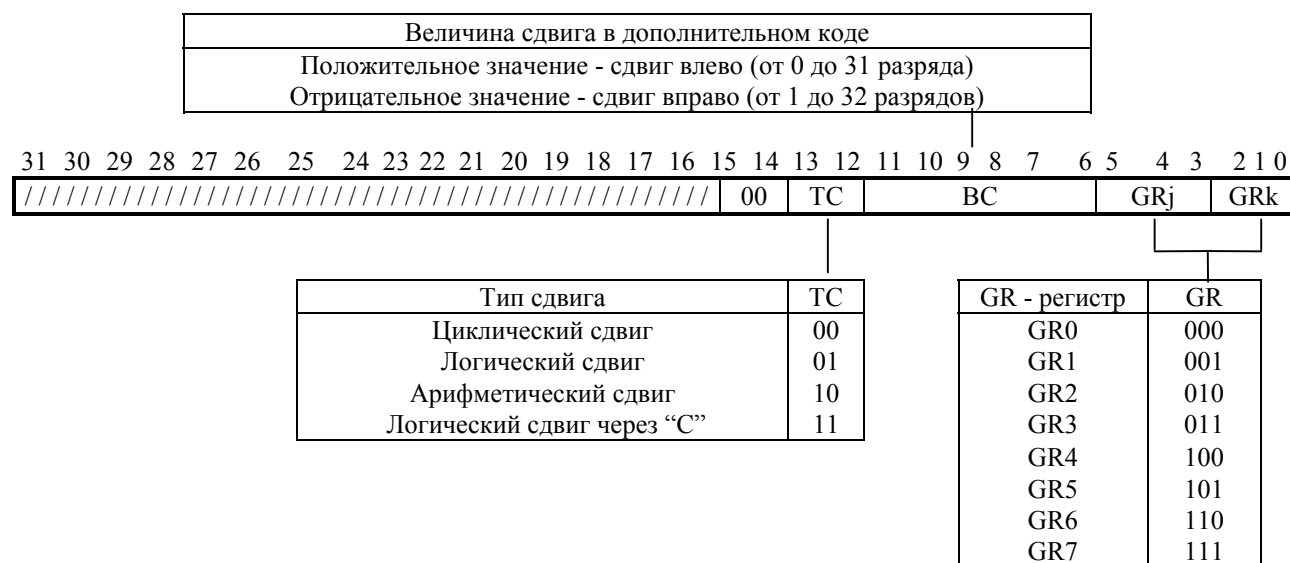 Величина сдвига в дополнительном коде
Положительное значение - сдвиг влево (от 0 до 31 разряда)
Отрицательное значение - сдвиг вправо (от 1 до 32 разрядов)
31 30 29 28 27 26 25 24 23 22 21 20 19 18 17 16 15 14 13 12 11 10 9 8 7 6 5 4 3 2 1 0
/ / / / / / / / / / / / / / / / / / / / / / / / / / / / / / / / / / / / / / / / / / / / / / / / / / 00 TC BC GRj GRk
Тип сдвига TC
Циклический сдвиг 00
Логический сдвиг 01
Арифметический сдвиг 10
Логический сдвиг через “С” 11
GR - регистр GR
GR0 000
GR1 001
GR2 010
GR3 011
GR4 100
GR5 101
GR6 110
GR7 111